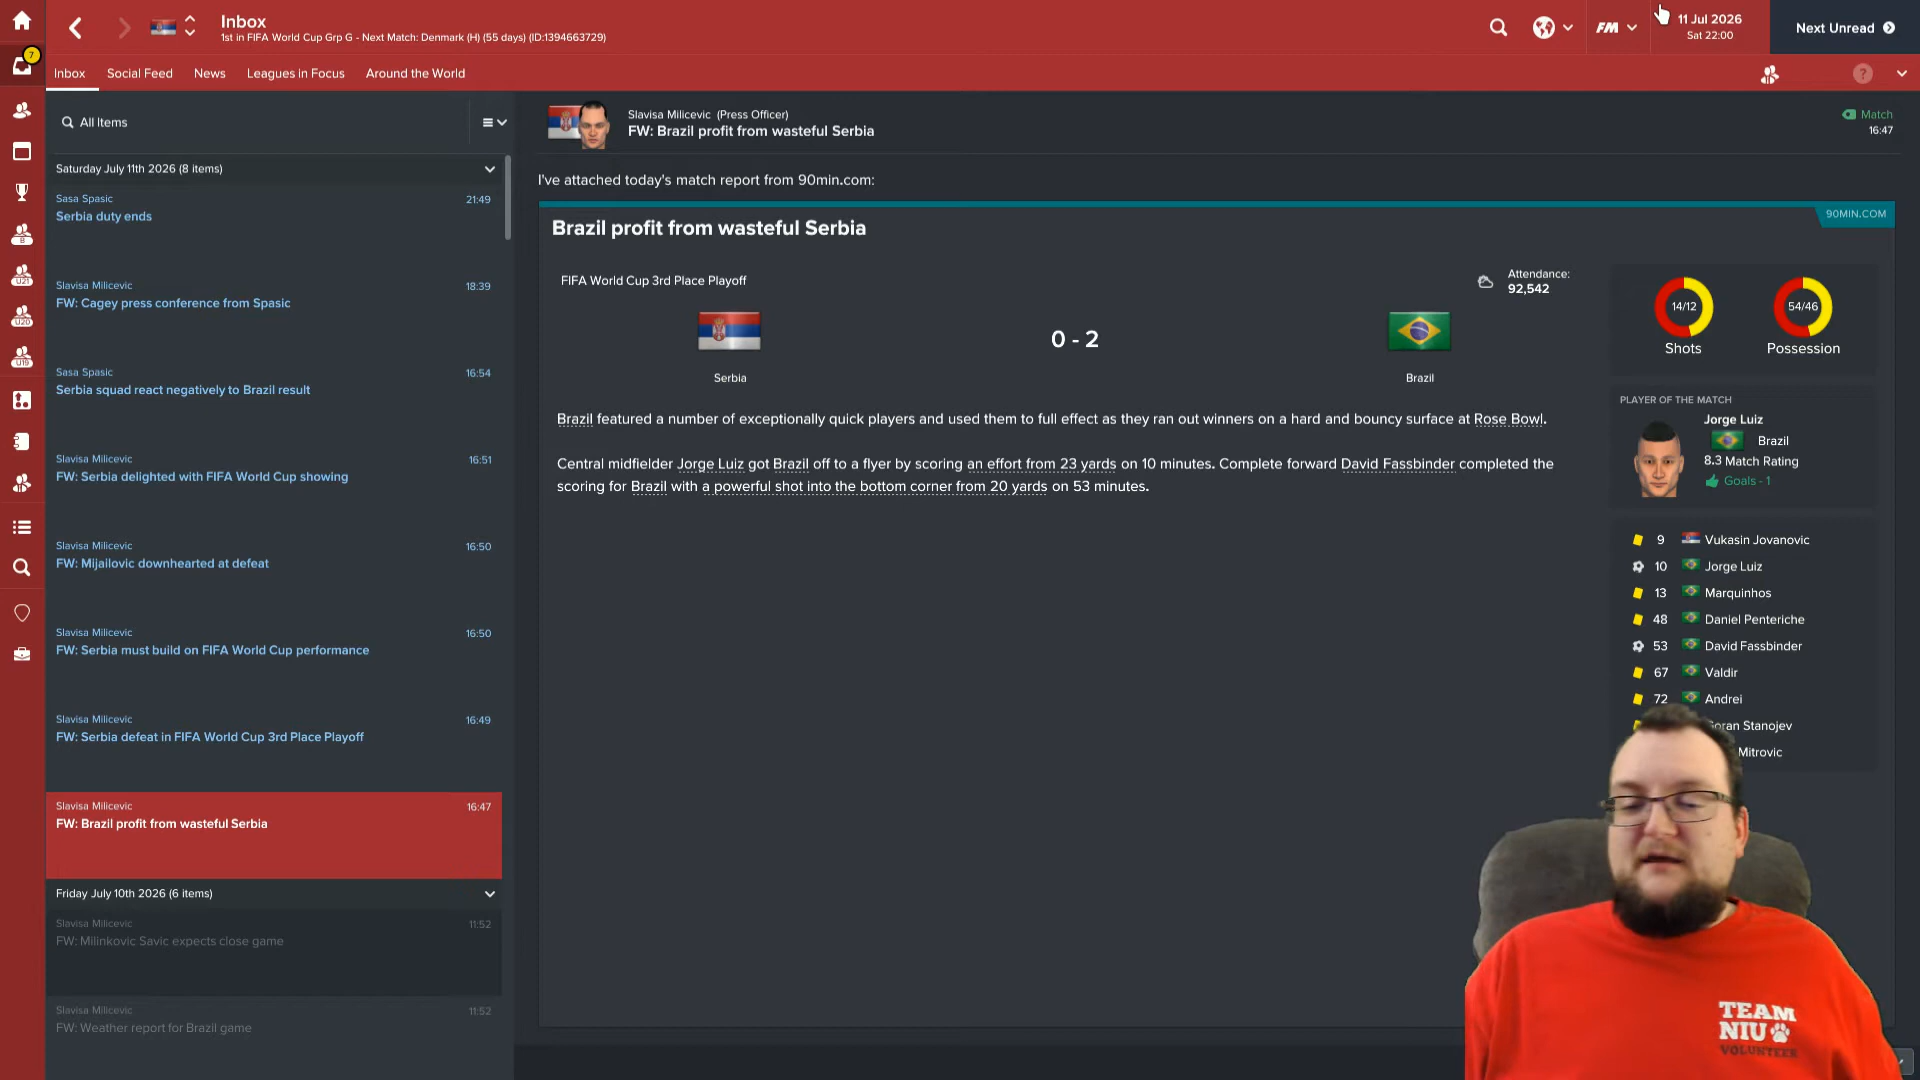 Inbox
1st in FIFA World Cup Grp G - Next Match: Denmark (H) (55 days) (ID:1394663729)
FM
11 Jul 2026
Sat 22:00
Next Unread
7
Inbox
Social Feed
News
Leagues in Focus
Around the World
?
B
U21
U20
U19
All Items
Saturday July 11th 2026 (8 items)
Sasa Spasic 21:49
Serbia duty ends
Slavisa Milicevic 18:39
FW: Cagey press conference from Spasic
Sasa Spasic 16:54
Serbia squad react negatively to Brazil result
Slavisa Milicevic 16:51
FW: Serbia delighted with FIFA World Cup showing
Slavisa Milicevic 16:50
FW: Mijailovic downhearted at defeat
Slavisa Milicevic 16:50
FW: Serbia must build on FIFA World Cup performance
Slavisa Milicevic 16:49
FW: Serbia defeat in FIFA World Cup 3rd Place Playoff
Slavisa Milicevic 16:47
FW: Brazil profit from wasteful Serbia
Friday July 10th 2026 (6 items)
Slavisa Milicevic 11:52
FW: Milinkovic Savic expects close game
Slavisa Milicevic 11:52
FW: Weather report for Brazil game
Slavisa Milicevic (Press Officer)
FW: Brazil profit from wasteful Serbia
Match
16:47
I've attached today's match report from 90min.com:
90MIN.COM
Brazil profit from wasteful Serbia
FIFA World Cup 3rd Place Playoff
Attendance:
92,542
0 - 2
Serbia
Brazil
Brazil featured a number of exceptionally quick players and used them to full effect as they ran out winners on a hard and bouncy surface at Rose Bowl.
Central midfielder Jorge Luiz got Brazil off to a flyer by scoring an effort from 23 yards on 10 minutes. Complete forward David Fassbinder completed the
scoring for Brazil with a powerful shot into the bottom corner from 20 yards on 53 minutes.
14/12
Shots
54/46
Possession
PLAYER OF THE MATCH
Jorge Luiz
Brazil
8.3 Match Rating
Goals - 1
9 Vukasin Jovanovic
10 Jorge Luiz
13 Marquinhos
48 Daniel Penteriche
53 David Fassbinder
67 Valdir
72 Andrei
Stanojev
Mitrovic
TEAM
NIU
VOLUNTEER